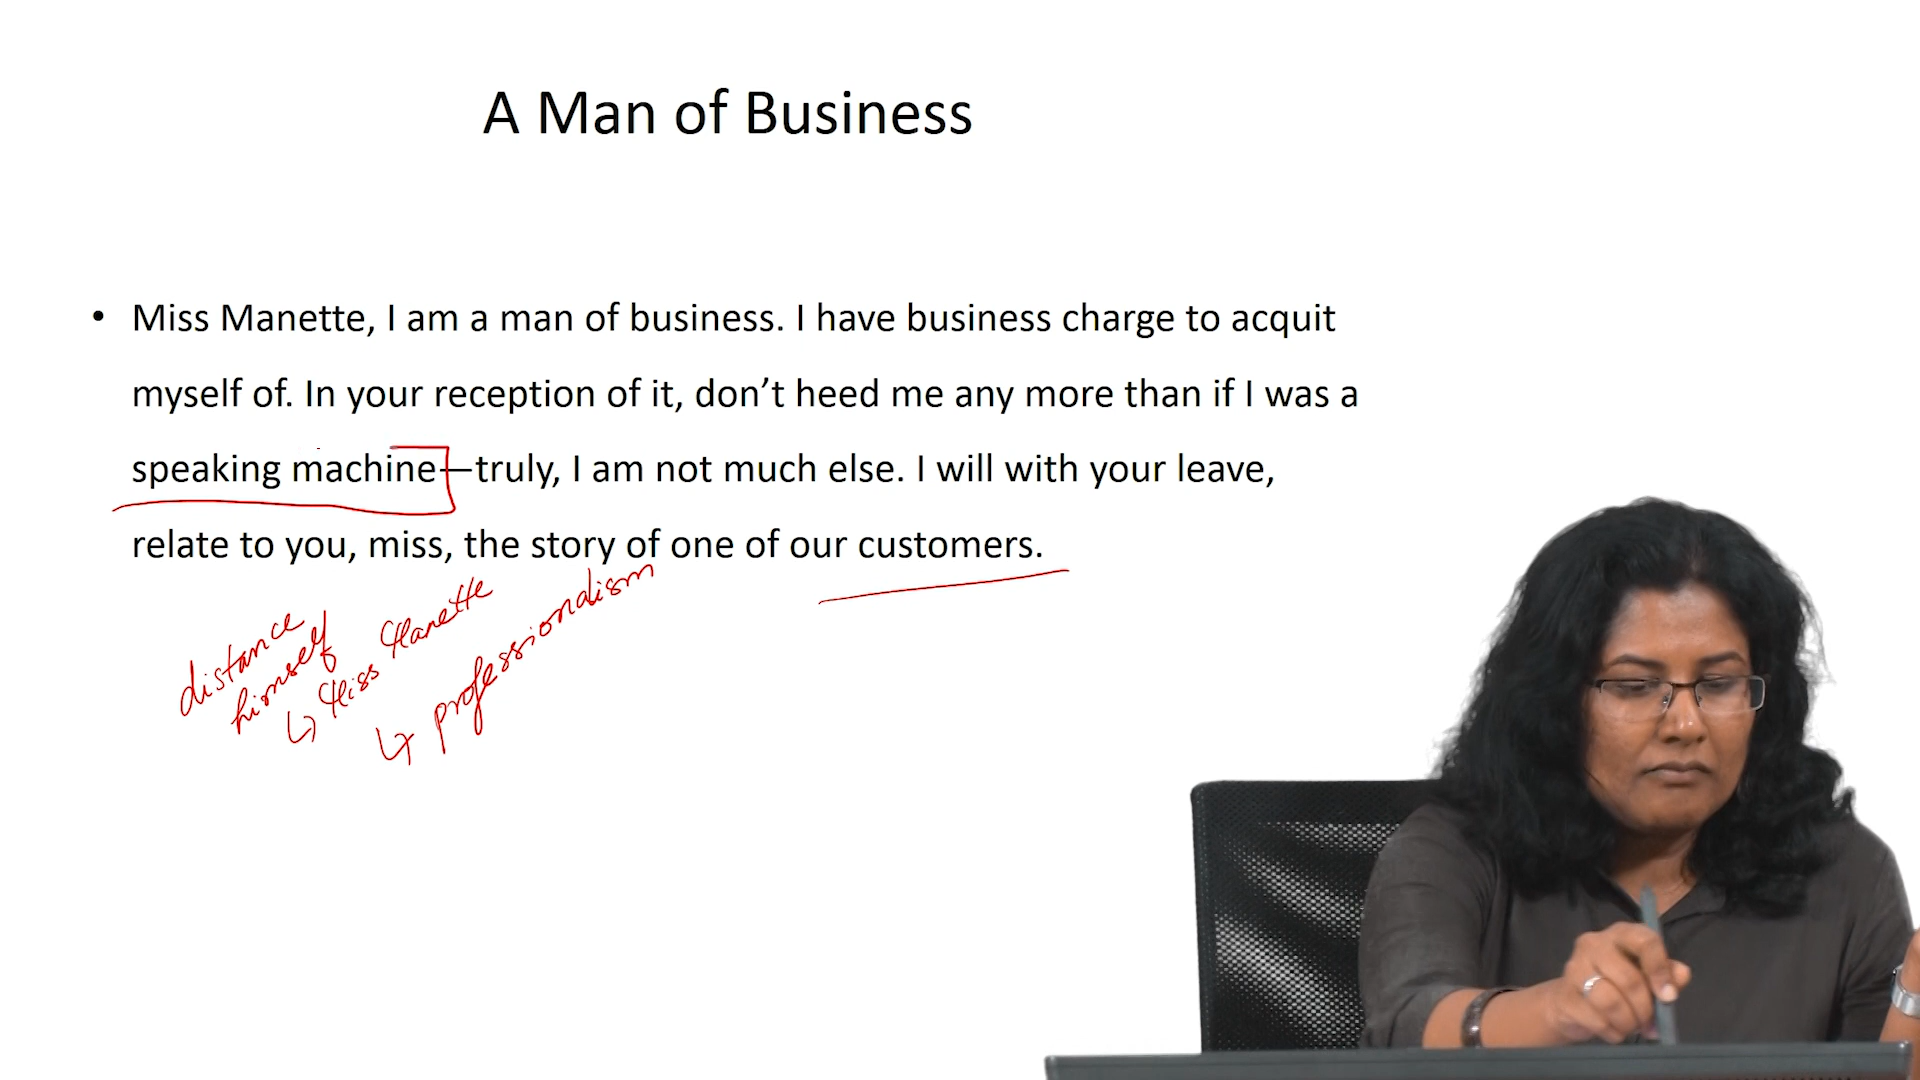 A Man of Business
• Miss Manette, I am a man of business. I have business charge to acquit
myself of. In your reception of it, don’t heed me any more than if I was a
speaking machine—truly, I am not much else. I will with your leave,
relate to you, miss, the story of one of our customers.
distance
himself
↳ Miss Manette
↳ professionalism